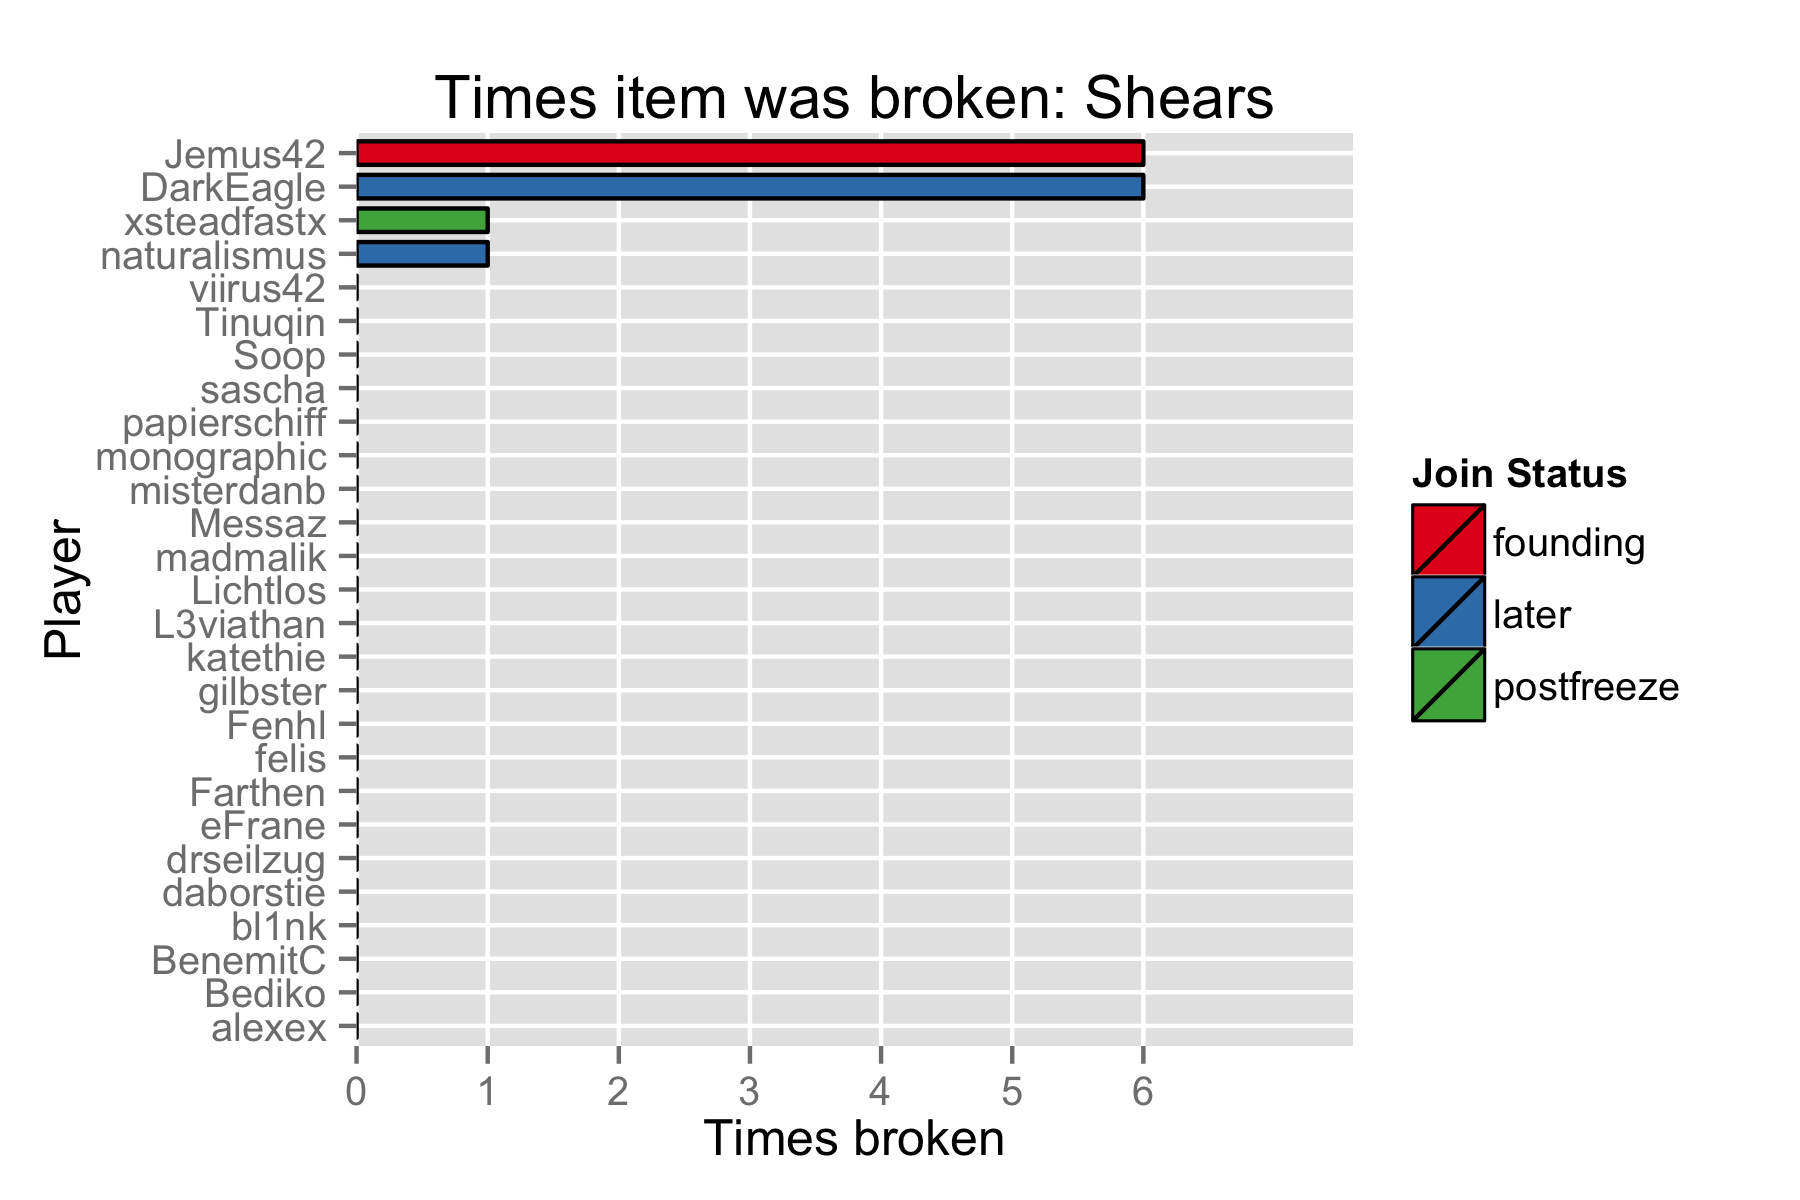 Times item was broken: Shears
Jemus42
DarkEagle
xsteadfastx
naturalismus
viirus42
Tinuqin
Soop
sascha
papierschiff
monographic
misterdanb
Messaz
madmalik
Lichtlos
L3viathan
katethie
gilbster
Fenhl
felis
Farthen
eFrane
drseilzug
daborstie
bl1nk
BenemitC
Bediko
alexex
Player
0 1 2 3 4 5 6
Times broken
Join Status
founding
later
postfreeze